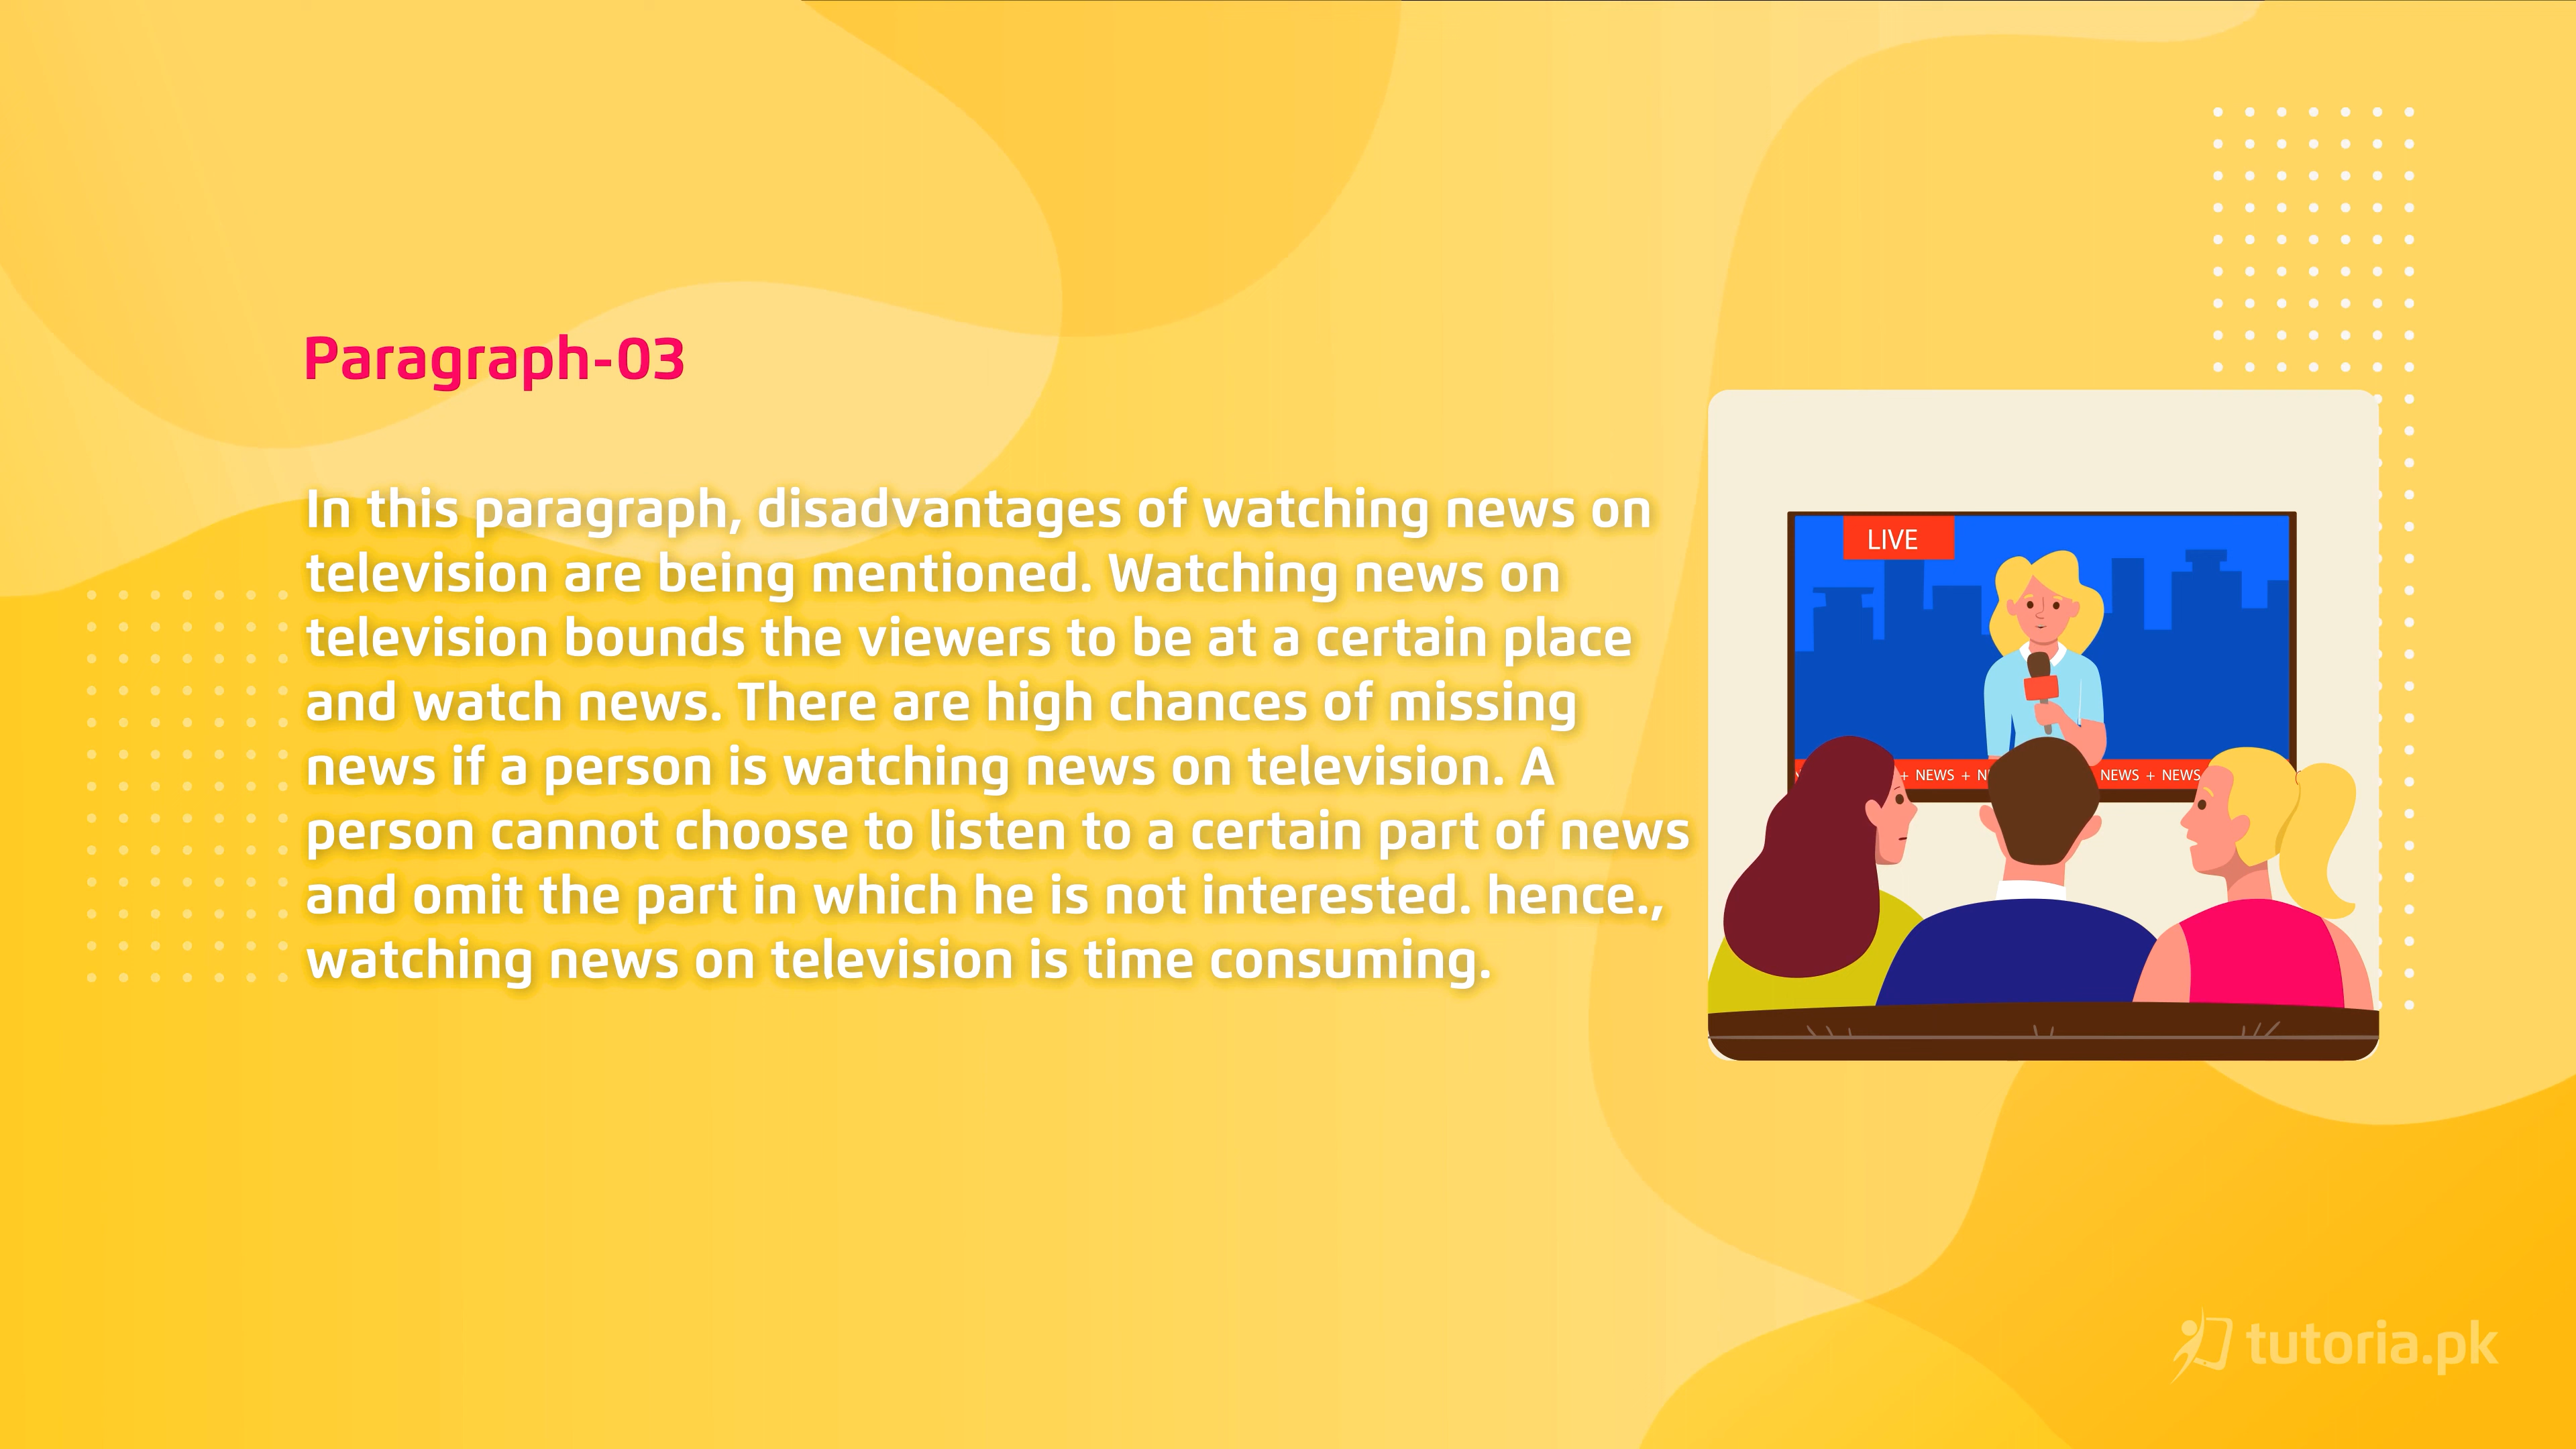 Paragraph-03
In this paragraph, disadvantages of watching news on
television are being mentioned. Watching news on
television bounds the viewers to be at a certain place
and watch news. There are high chances of missing
news if a person is watching news on television. A
person cannot choose to listen to a certain part of news
and omit the part in which he is not interested. hence.,
watching news on television is time consuming.
LIVE
+ NEWS + N
NEWS + NEWS
tutoria.pk